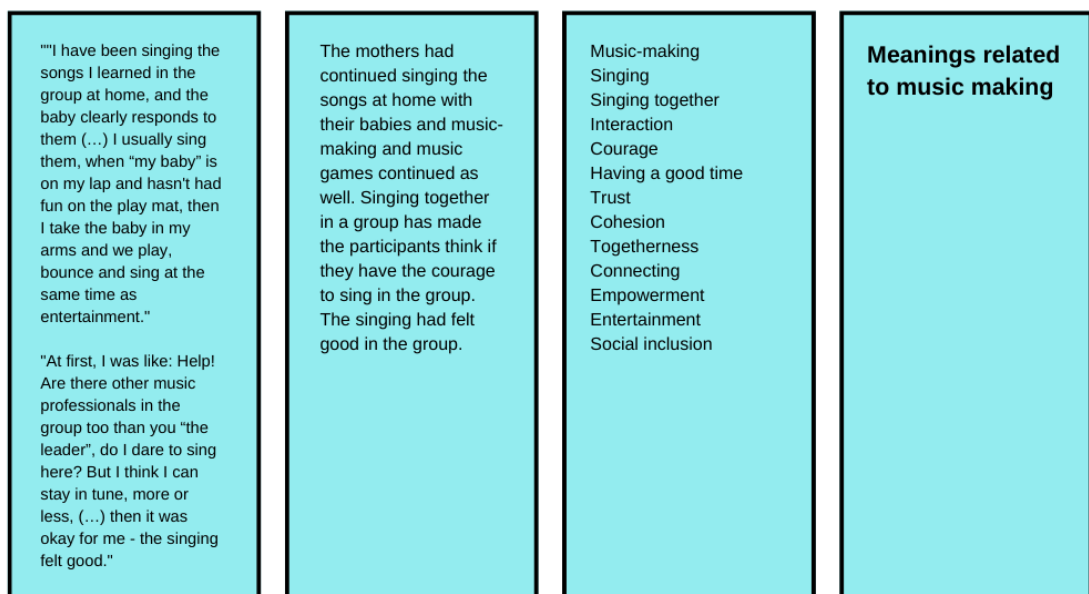 ""I have been singing the
songs I learned in the
group at home, and the
baby clearly responds to
them (…) I usually sing
them, when “my baby” is
on my lap and hasn't had
fun on the play mat, then
I take the baby in my
arms and we play,
bounce and sing at the
same time as
entertainment."
"At first, I was like: Help!
Are there other music
professionals in the
group too than you “the
leader”, do I dare to sing
here? But I think I can
stay in tune, more or
less, (…) then it was
okay for me - the singing
felt good."
The mothers had
continued singing the
songs at home with
their babies and music-
making and music
games continued as
well. Singing together
in a group has made
the participants think if
they have the courage
to sing in the group.
The singing had felt
good in the group.
Music-making
Singing
Singing together
Interaction
Courage
Having a good time
Trust
Cohesion
Togetherness
Connecting
Empowerment
Entertainment
Social inclusion
Meanings related
to music making